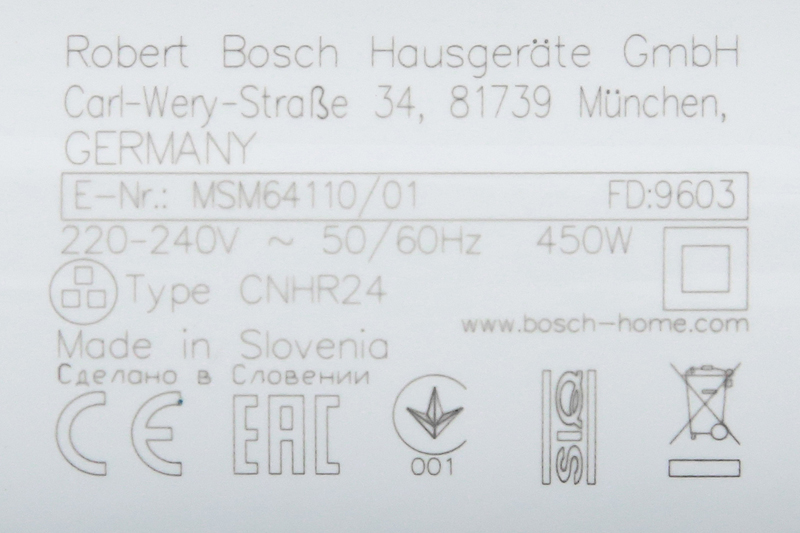 Robert Bosch Hausgeräte GmbH
Carl-Wery-Straße 34, 81739 München,
GERMANY
E-Nr.: MSM64110/01 FD:9603
220-240V ~ 50/60Hz 450W
Type CNHR24
www.bosch-home.com
Made in Slovenia
Сделано в Словении
CE EAC 001 SIQ